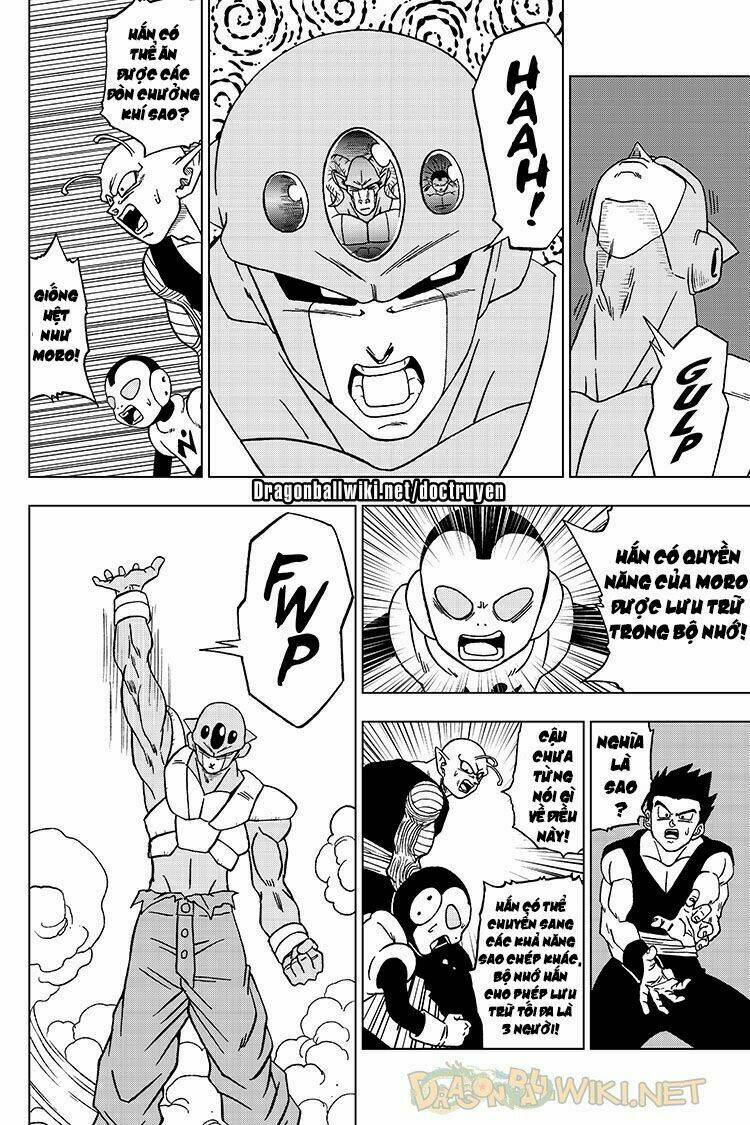 GULP
HAAH!
HẮN CÓ
THỂ ĂN
ĐƯỢC CÁC
ĐÒN CHƯỞNG
KHÍ SAO?
GIỐNG
HỆT
NHƯ
MORO!
Dragonballwiki.net/doctruyen
HẮN CÓ QUYỀN
NĂNG CỦA MORO
ĐƯỢC LƯU TRỮ
TRONG BỘ NHỚ!
NGHĨA
LÀ
SAO
?
CẬU
CHƯA
TỪNG
NÓI GÌ
VỀ ĐIỀU
NÀY!
HẮN CÓ THỂ
CHUYỂN SANG
CÁC KHẢ NĂNG
SAO CHÉP KHÁC,
BỘ NHỚ HẮN
CHO PHÉP LƯU
TRỮ TỐI ĐA LÀ
3 NGƯỜI!
FWP
DRAGON BALL WIKI.NET